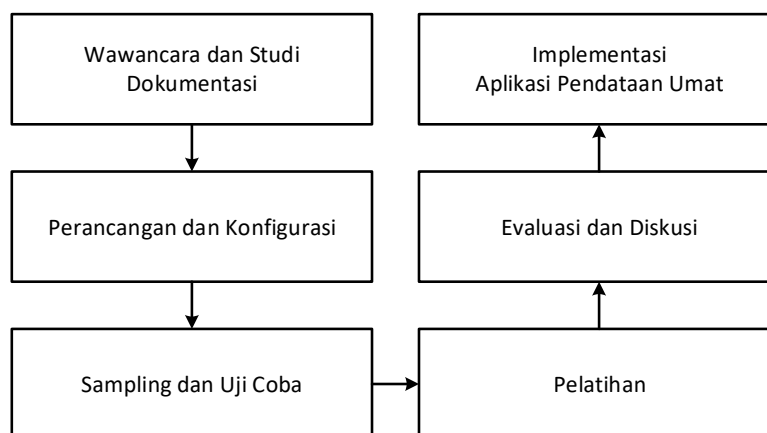 Wawancara dan Studi
Dokumentasi
Perancangan dan Konfigurasi
Sampling dan Uji Coba
Pelatihan
Evaluasi dan Diskusi
Implementasi
Aplikasi Pendataan Umat